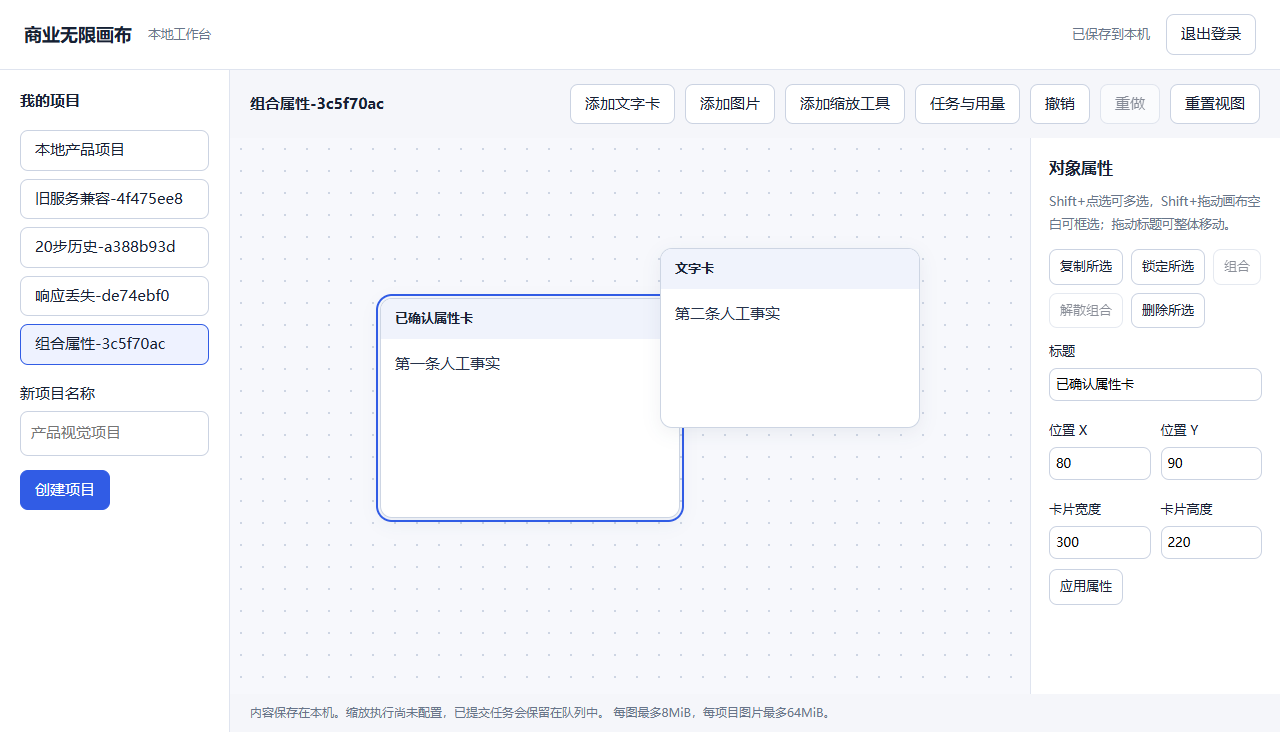 商业无限画布 本地工作台 已保存到本机 退出登录
我的项目
本地产品项目
旧服务兼容-4f475ee8
20步历史-a388b93d
响应丢失-de74ebf0
组合属性-3c5f70ac
新项目名称
产品视觉项目
创建项目
组合属性-3c5f70ac 添加文字卡 添加图片 添加缩放工具 任务与用量 撤销 重做 重置视图
已确认属性卡
第一条人工事实
文字卡
第二条人工事实
对象属性
Shift+点选可多选，Shift+拖动画布空
白可框选；拖动标题可整体移动。
复制所选 锁定所选 组合
解散组合 删除所选
标题
已确认属性卡
位置 X 位置 Y
80 90
卡片宽度 卡片高度
300 220
应用属性
内容保存在本机。缩放执行尚未配置，已提交任务会保留在队列中。 每图最多8MiB，每项目图片最多64MiB。